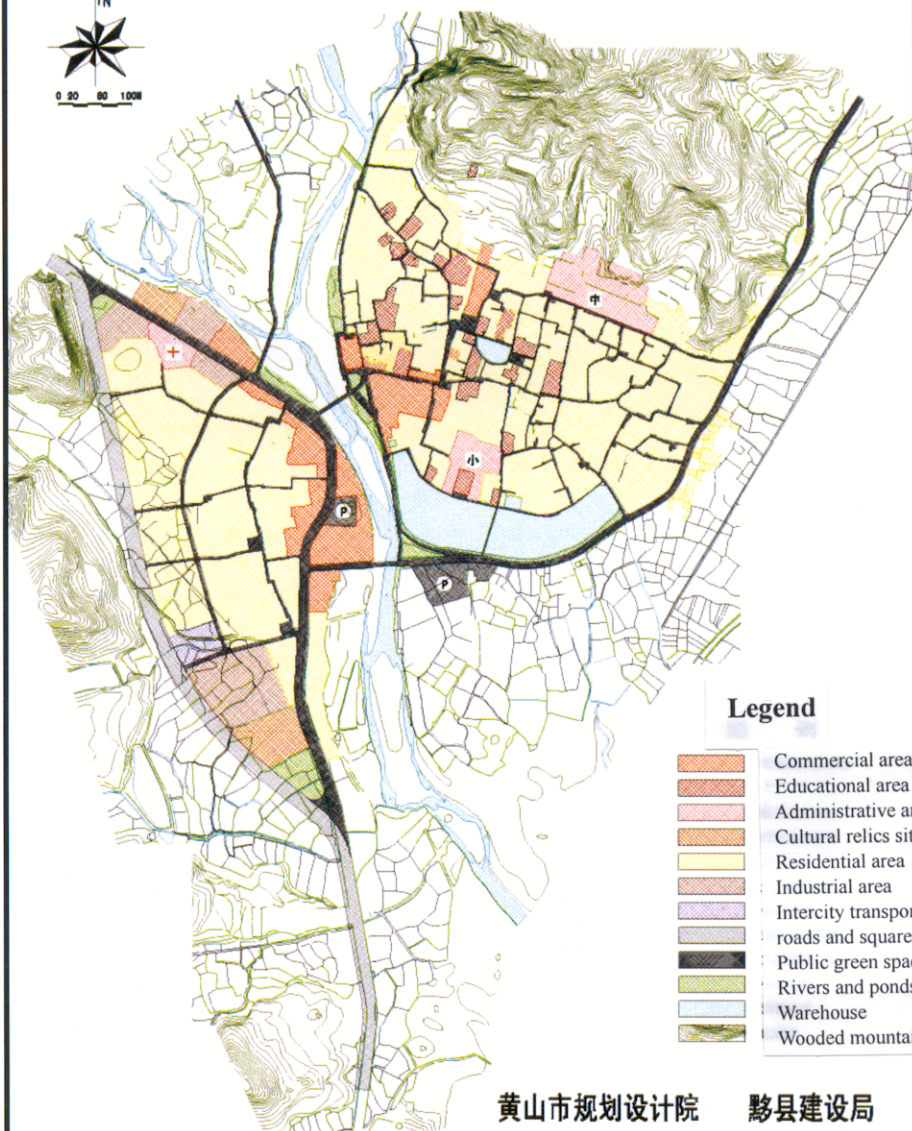 N
0 20 60 100M
中
小
P
P
Legend
Commercial area
Educational area
Administrative ar
Cultural relics sit
Residential area
Industrial area
Intercity transpor
roads and square
Public green spac
Rivers and ponds
Warehouse
Wooded mountai
黄山市规划设计院 黟县建设局